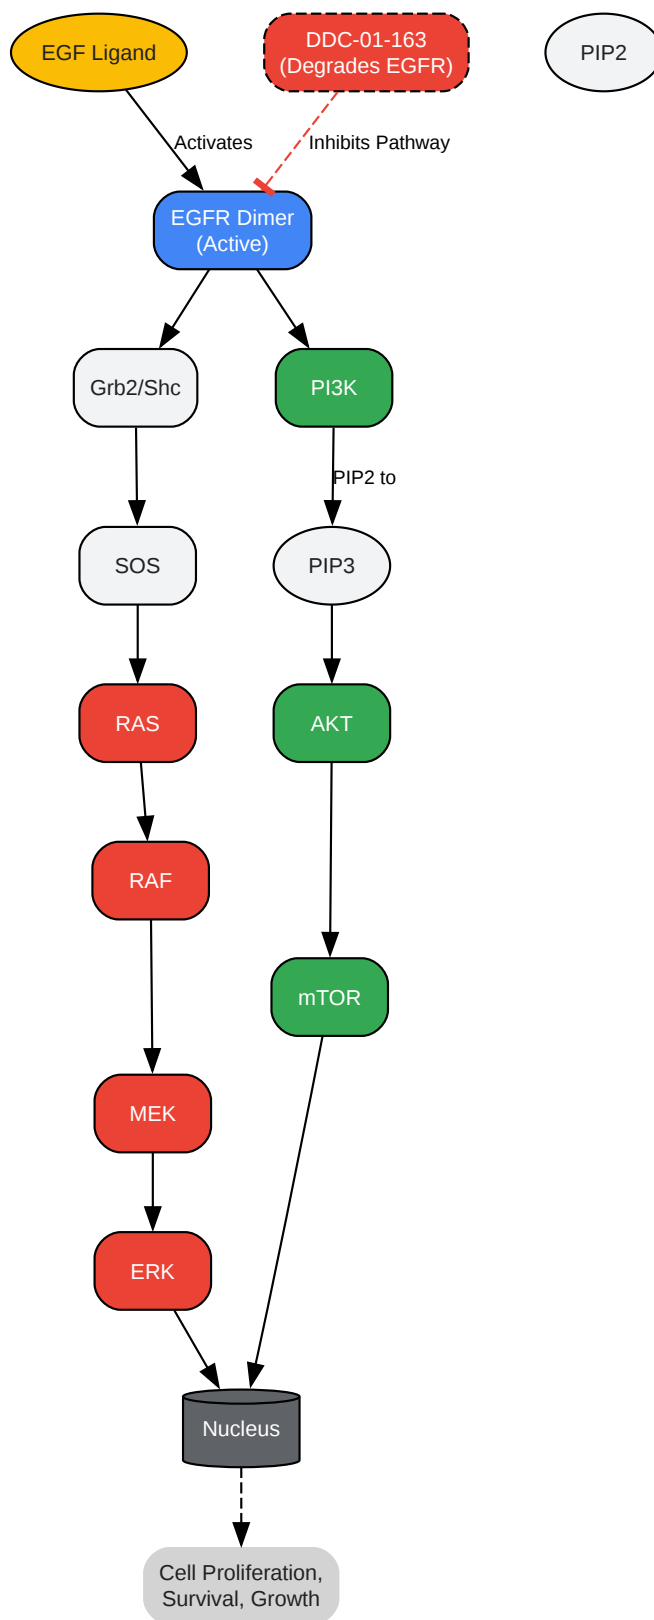 EGF Ligand
DDC-01-163
(Degrades EGFR)
PIP2
Activates
Inhibits Pathway
EGFR Dimer
(Active)
Grb2/Shc
PI3K
PIP2 to
SOS
PIP3
RAS
AKT
RAF
mTOR
MEK
ERK
Nucleus
Cell Proliferation,
Survival, Growth